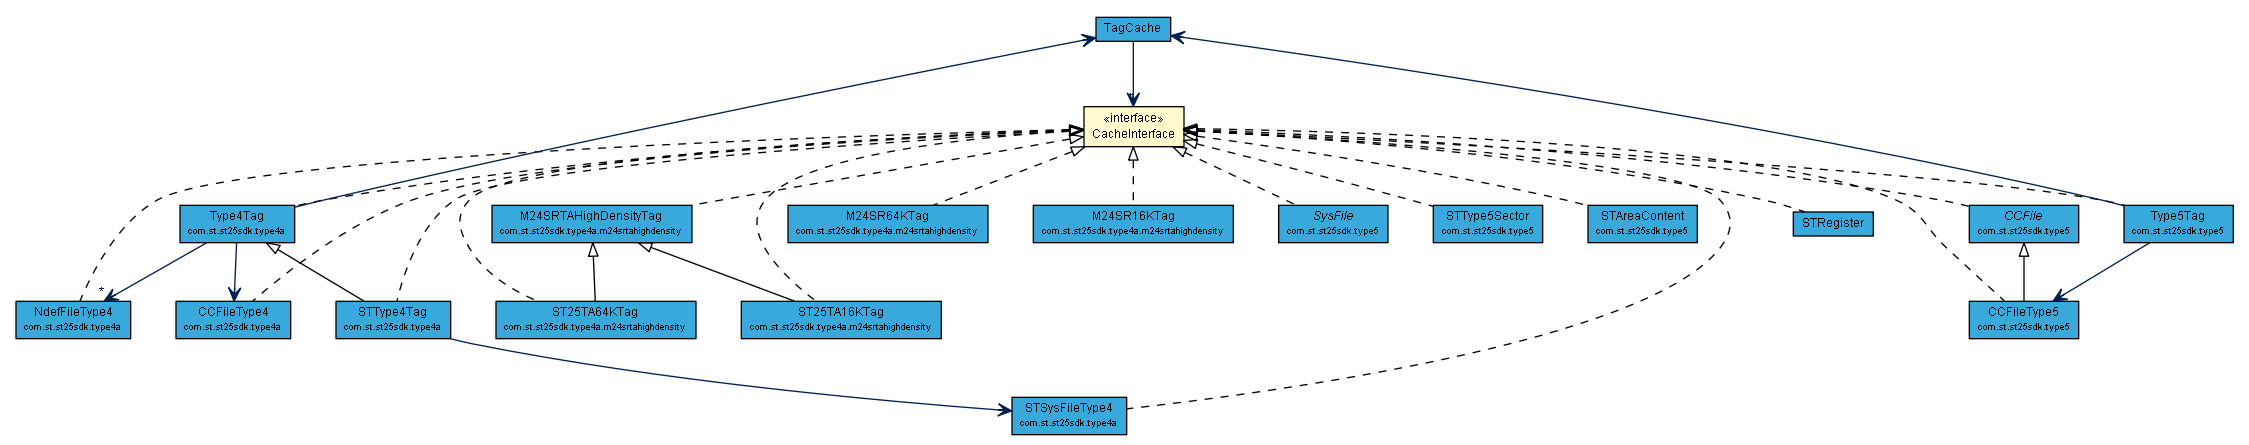 TagCache
«interface»
CacheInterface
Type4Tag
com.st.st25sdk.type4a
M24SRTAHighDensityTag
com.st.st25sdk.type4a.m24srtahighdensity
M24SR64KTag
com.st.st25sdk.type4a.m24srtahighdensity
M24SR16KTag
com.st.st25sdk.type4a.m24srtahighdensity
SysFile
com.st.st25sdk.type5
STType5Sector
com.st.st25sdk.type5
STAreaContent
com.st.st25sdk.type5
STRegister
CCFile
com.st.st25sdk.type5
Type5Tag
com.st.st25sdk.type5
*
NdefFileType4
com.st.st25sdk.type4a
CCFileType4
com.st.st25sdk.type4a
STType4Tag
com.st.st25sdk.type4a
ST25TA64KTag
com.st.st25sdk.type4a.m24srtahighdensity
ST25TA16KTag
com.st.st25sdk.type4a.m24srtahighdensity
CCFileType5
com.st.st25sdk.type5
STSysFileType4
com.st.st25sdk.type4a